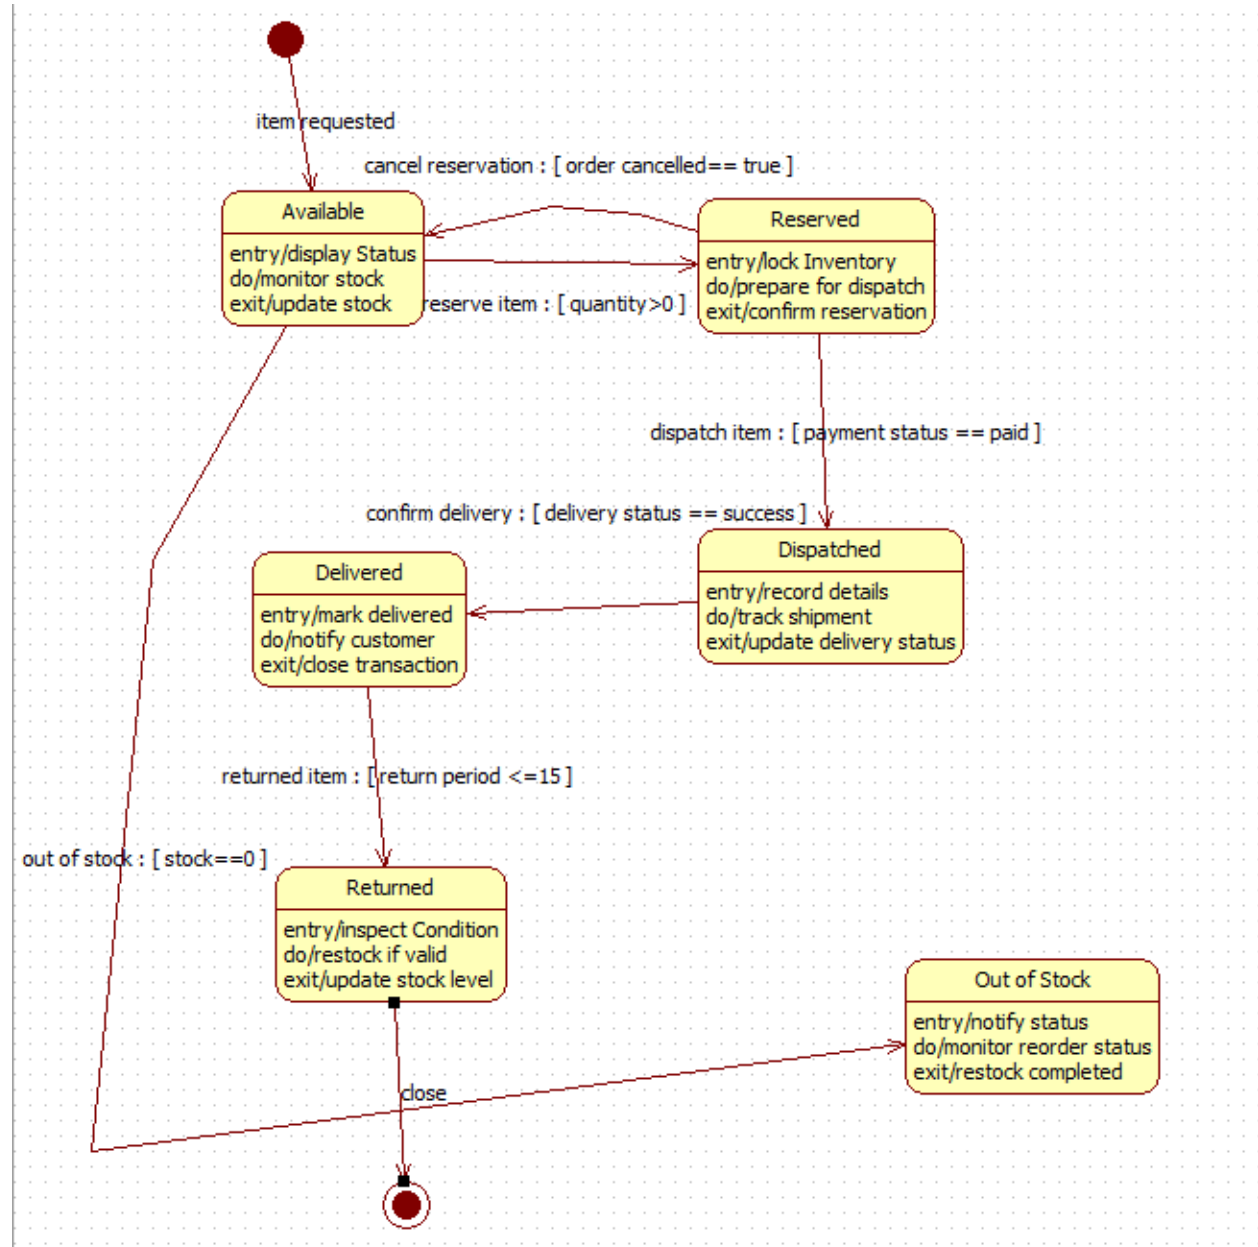 item requested
cancel reservation : [ order cancelled== true ]
Available
entry/display Status
do/monitor stock
exit/update stock
Reserved
entry/lock Inventory
do/prepare for dispatch
exit/confirm reservation
reserve item : [ quantity>0 ]
dispatch item : [ payment status == paid ]
confirm delivery : [ delivery status == success ]
Dispatched
entry/record details
do/track shipment
exit/update delivery status
Delivered
entry/mark delivered
do/notify customer
exit/close transaction
returned item : [ return period <=15 ]
out of stock : [ stock==0 ]
Returned
entry/inspect Condition
do/restock if valid
exit/update stock level
Out of Stock
entry/notify status
do/monitor reorder status
exit/restock completed
close